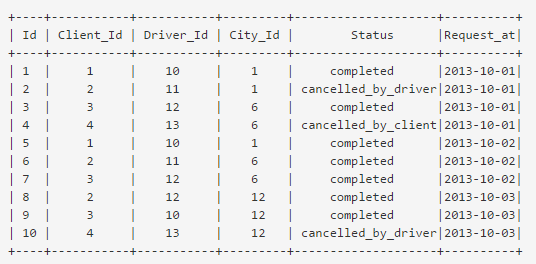 +----+-----------+-----------+---------+--------------------+----------+
| Id | Client_Id | Driver_Id | City_Id |        Status      |Request_at|
+----+-----------+-----------+---------+--------------------+----------+
| 1  |     1     |    10     |    1    |     completed      |2013-10-01|
| 2  |     2     |    11     |    1    | cancelled_by_driver|2013-10-01|
| 3  |     3     |    12     |    6    |     completed      |2013-10-01|
| 4  |     4     |    13     |    6    | cancelled_by_client|2013-10-01|
| 5  |     1     |    10     |    1    |     completed      |2013-10-02|
| 6  |     2     |    11     |    6    |     completed      |2013-10-02|
| 7  |     3     |    12     |    6    |     completed      |2013-10-02|
| 8  |     2     |    12     |    12   |     completed      |2013-10-03|
| 9  |     3     |    10     |    12   |     completed      |2013-10-03|
| 10 |     4     |    13     |    12   | cancelled_by_driver|2013-10-03|
+----+-----------+-----------+---------+--------------------+----------+